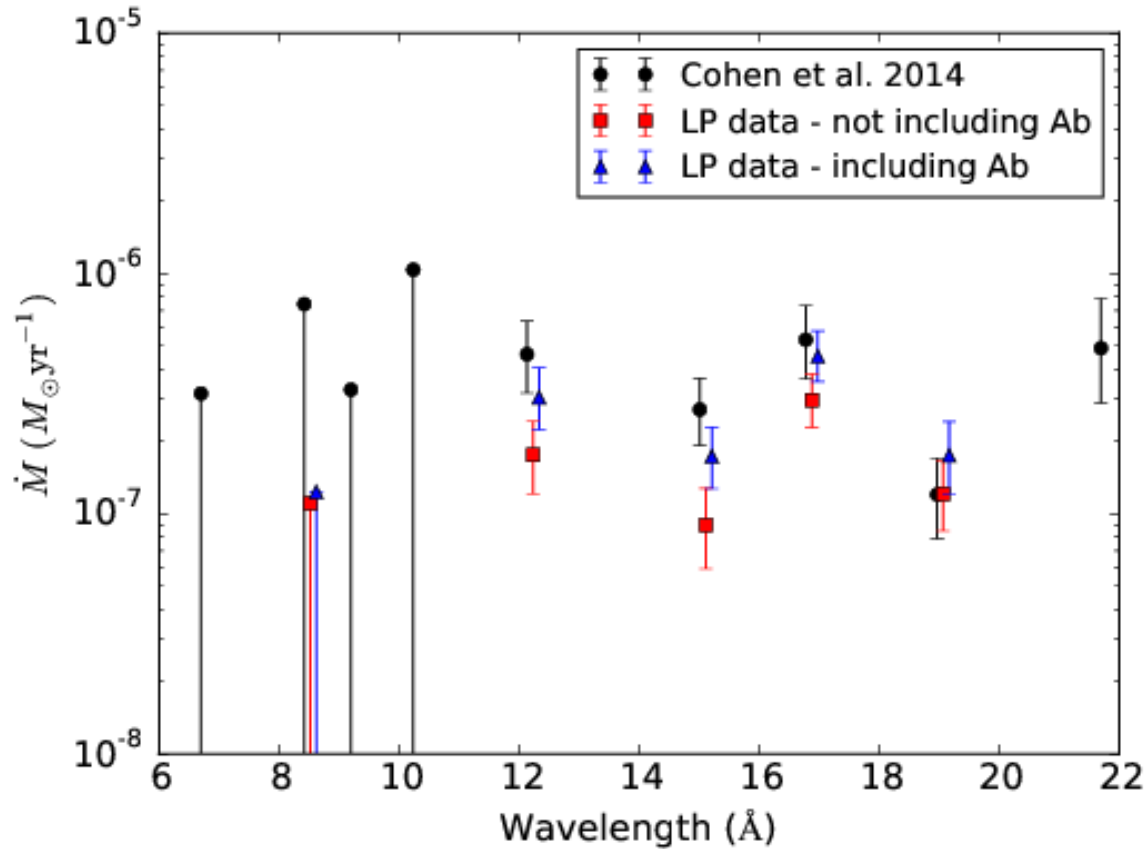 10⁻⁵
Cohen et al. 2014
LP data - not including Ab
LP data - including Ab
10⁻⁶
Ṁ (M⊙yr⁻¹)
10⁻⁷
10⁻⁸
6 8 10 12 14 16 18 20 22
Wavelength (Å)